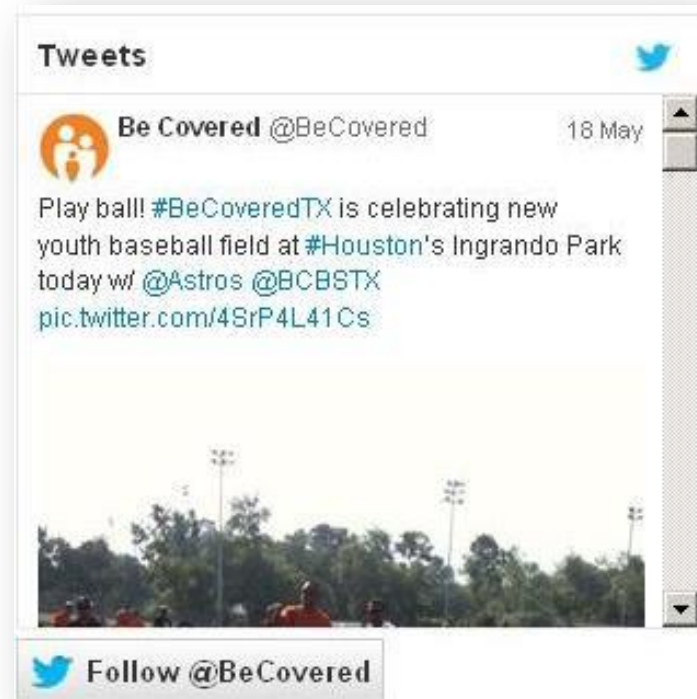 Tweets
Be Covered @BeCovered 18 May
Play ball! #BeCoveredTX is celebrating new
youth baseball field at #Houston's Ingrando Park
today w/ @Astros @BCBSTX
pic.twitter.com/4SrP4L41Cs
Follow @BeCovered